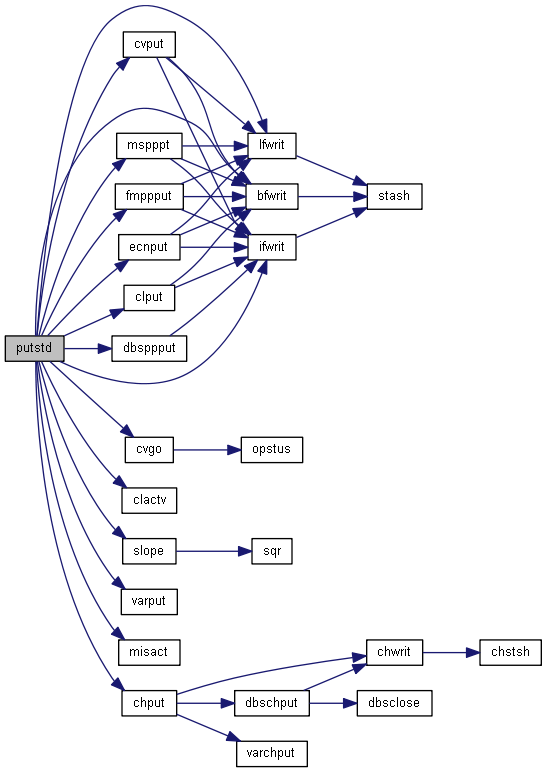 cvput
msppt
lfwrit
fmppput
bfwrit
stash
ecnput
ifwrit
clput
putstd
dbsppput
cvgo
opstus
clactv
slope
sqr
varput
misact
chwrit
chstsh
chput
dbschput
dbsclose
varchput